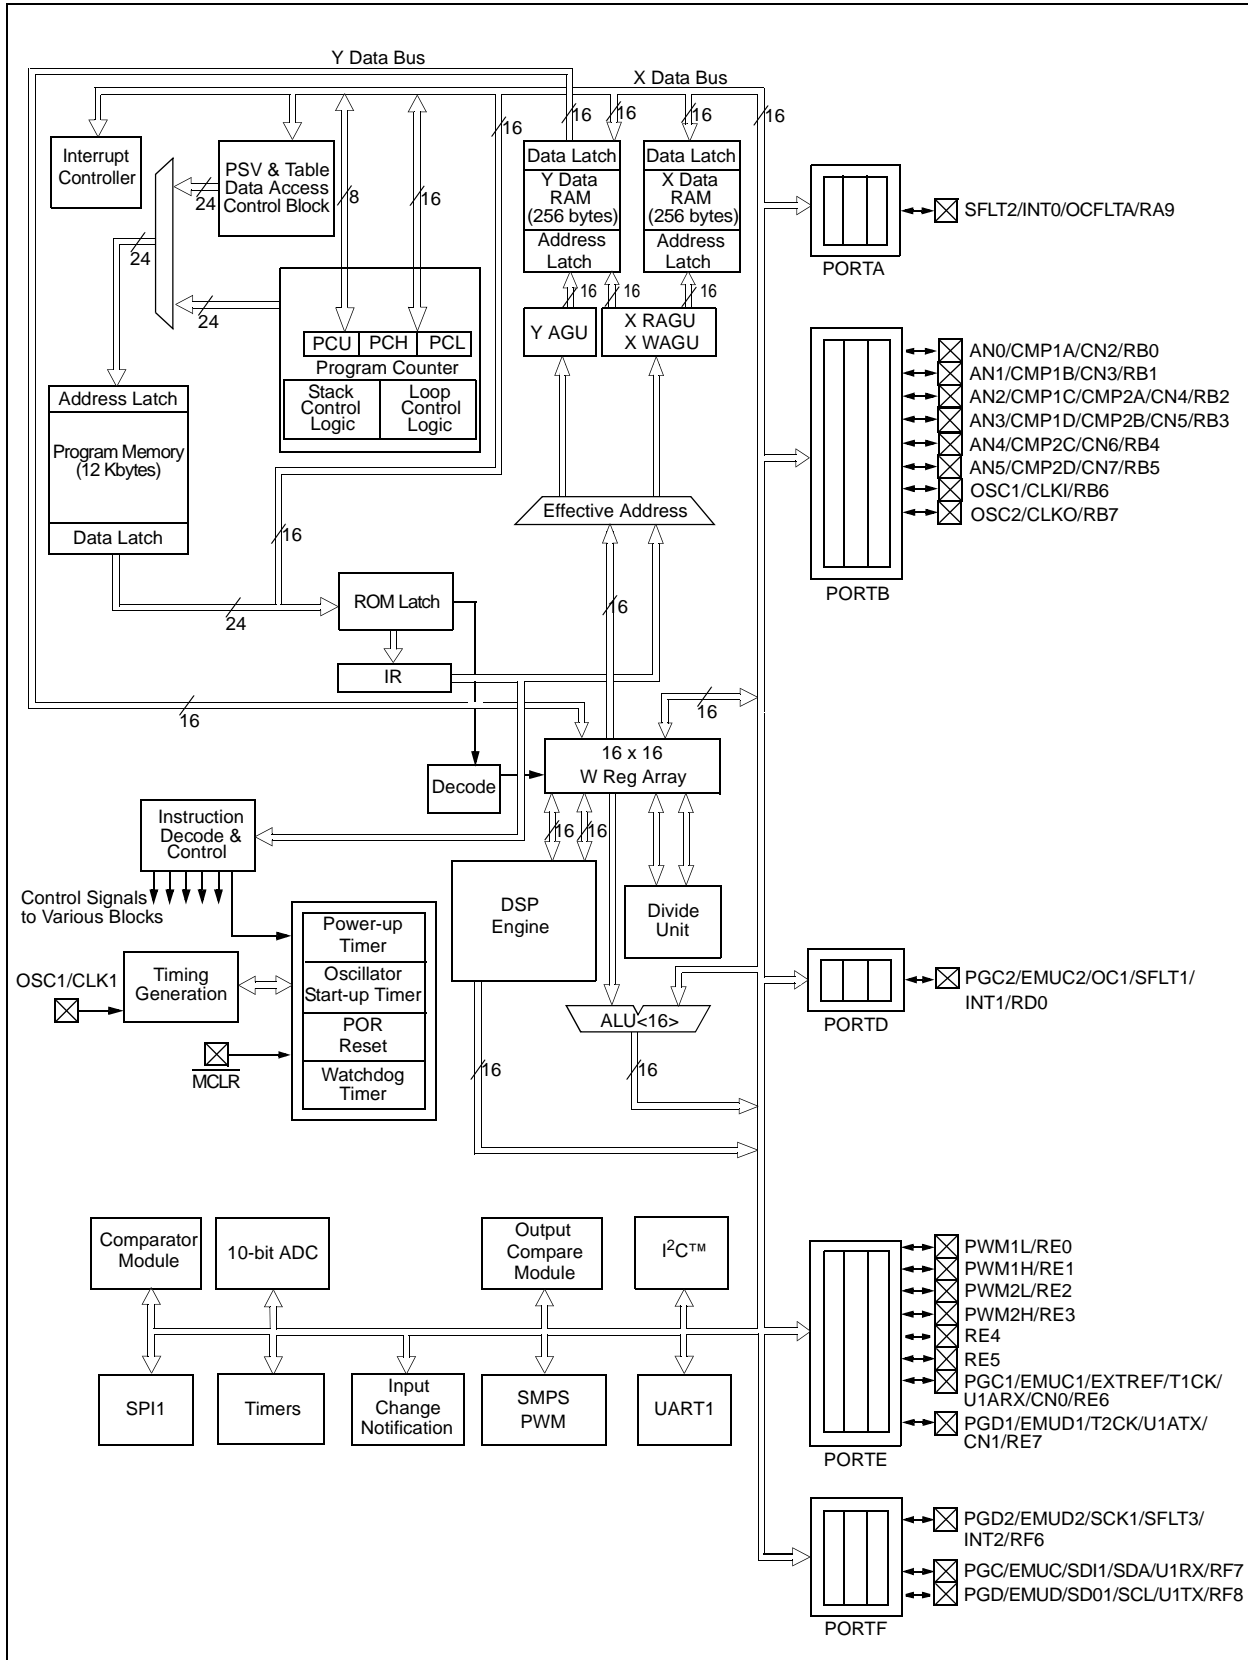 Y Data Bus
X Data Bus
16
16
16
16
16
Interrupt
Controller
PSV & Table
Data Access
Control Block
24
8
16
24
24
Data Latch
Y Data
RAM
(256 bytes)
Address
Latch
Data Latch
X Data
RAM
(256 bytes)
Address
Latch
16
16
16
Y AGU
X RAGU
X WAGU
PCU
PCH
PCL
Program Counter
Stack
Control
Logic
Loop
Control
Logic
Address Latch
Program Memory
(12 Kbytes)
Data Latch
16
24
Effective Address
ROM Latch
16
IR
16
16
16 x 16
W Reg Array
Decode
Instruction
Decode &
Control
16
16
Control Signals
to Various Blocks
DSP
Engine
Divide
Unit
Power-up
Timer
Oscillator
Start-up Timer
POR
Reset
Watchdog
Timer
OSC1/CLK1
Timing
Generation
MCLR
ALU<16>
16
16
Comparator
Module
10-bit ADC
Output
Compare
Module
I2C™
SPI1
Timers
Input
Change
Notification
SMPS
PWM
UART1
SFLT2/INT0/OCFLTA/RA9
PORTA
AN0/CMP1A/CN2/RB0
AN1/CMP1B/CN3/RB1
AN2/CMP1C/CMP2A/CN4/RB2
AN3/CMP1D/CMP2B/CN5/RB3
AN4/CMP2C/CN6/RB4
AN5/CMP2D/CN7/RB5
OSC1/CLKI/RB6
OSC2/CLKO/RB7
PORTB
PGC2/EMUC2/OC1/SFLT1/
INT1/RD0
PORTD
PWM1L/RE0
PWM1H/RE1
PWM2L/RE2
PWM2H/RE3
RE4
RE5
PGC1/EMUC1/EXTREF/T1CK/
U1ARX/CN0/RE6
PGD1/EMUD1/T2CK/U1ATX/
CN1/RE7
PORTE
PGD2/EMUD2/SCK1/SFLT3/
INT2/RF6
PGC/EMUC/SDI1/SDA/U1RX/RF7
PGD/EMUD/SD01/SCL/U1TX/RF8
PORTF